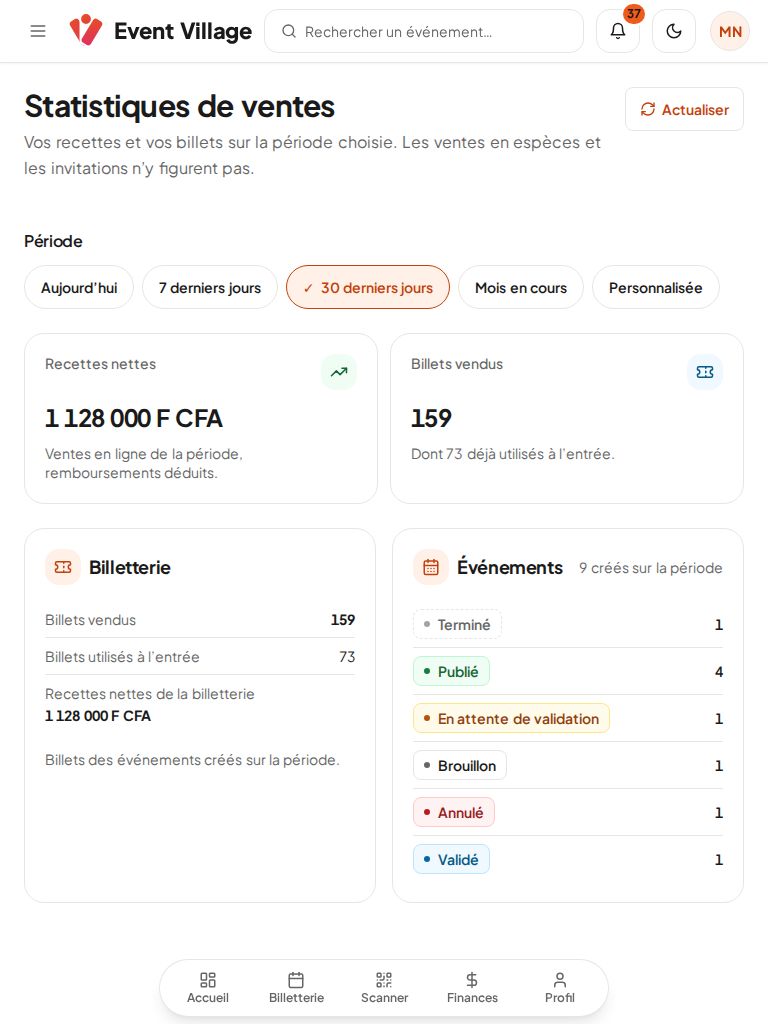 Event Village
Rechercher un événement…
37
MN
Statistiques de ventes
Actualiser
Vos recettes et vos billets sur la période choisie. Les ventes en espèces et
les invitations n’y figurent pas.
Période
Aujourd’hui
7 derniers jours
✓ 30 derniers jours
Mois en cours
Personnalisée
Recettes nettes
1 128 000 F CFA
Ventes en ligne de la période,
remboursements déduits.
Billets vendus
159
Dont 73 déjà utilisés à l’entrée.
Billetterie
Billets vendus 159
Billets utilisés à l’entrée 73
Recettes nettes de la billetterie
1 128 000 F CFA
Billets des événements créés sur la période.
Événements 9 créés sur la période
Terminé 1
Publié 4
En attente de validation 1
Brouillon 1
Annulé 1
Validé 1
Accueil
Billetterie
Scanner
Finances
Profil